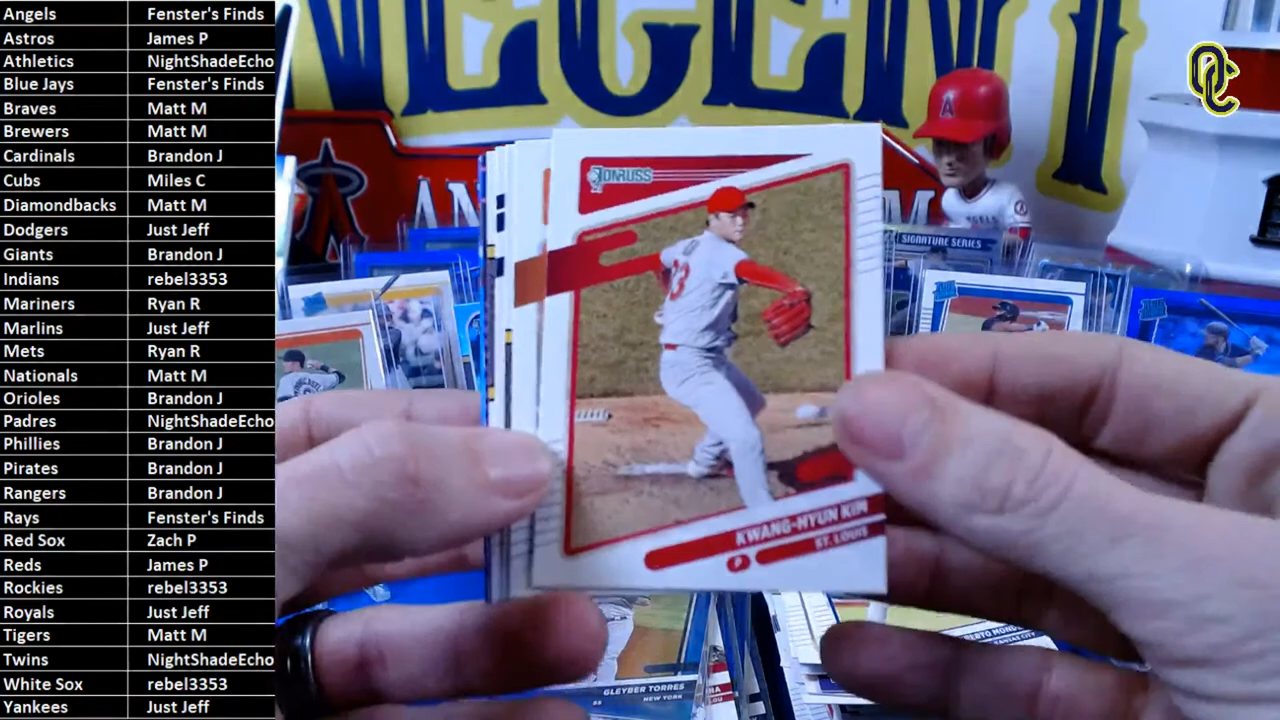 Angels Fenster's Finds
Astros James P
Athletics NightShadeEcho
Blue Jays Fenster's Finds
Braves Matt M
Brewers Matt M
Cardinals Brandon J
Cubs Miles C
Diamondbacks Matt M
Dodgers Just Jeff
Giants Brandon J
Indians rebel3353
Mariners Ryan R
Marlins Just Jeff
Mets Ryan R
Nationals Matt M
Orioles Brandon J
Padres NightShadeEcho
Phillies Brandon J
Pirates Brandon J
Rangers Brandon J
Rays Fenster's Finds
Red Sox Zach P
Reds James P
Rockies rebel3353
Royals Just Jeff
Tigers Matt M
Twins NightShadeEcho
White Sox rebel3353
Yankees Just Jeff
OC
A
SIGNATURE SERIES
DONRUSS
33
KWANG-HYUN KIM
P ST. LOUIS
GLEYBER TORRES
NEW YORK